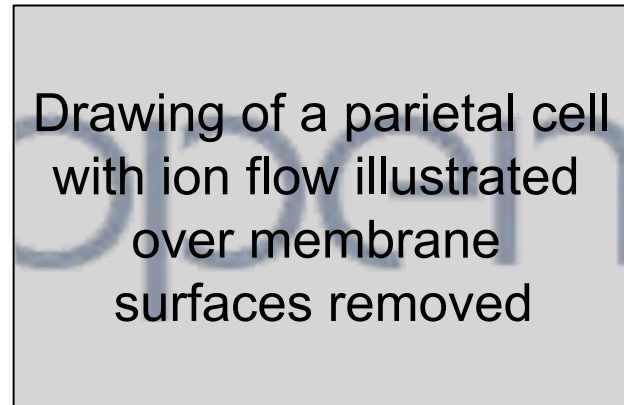 Drawing of a parietal cell
with ion flow illustrated
over membrane
surfaces removed